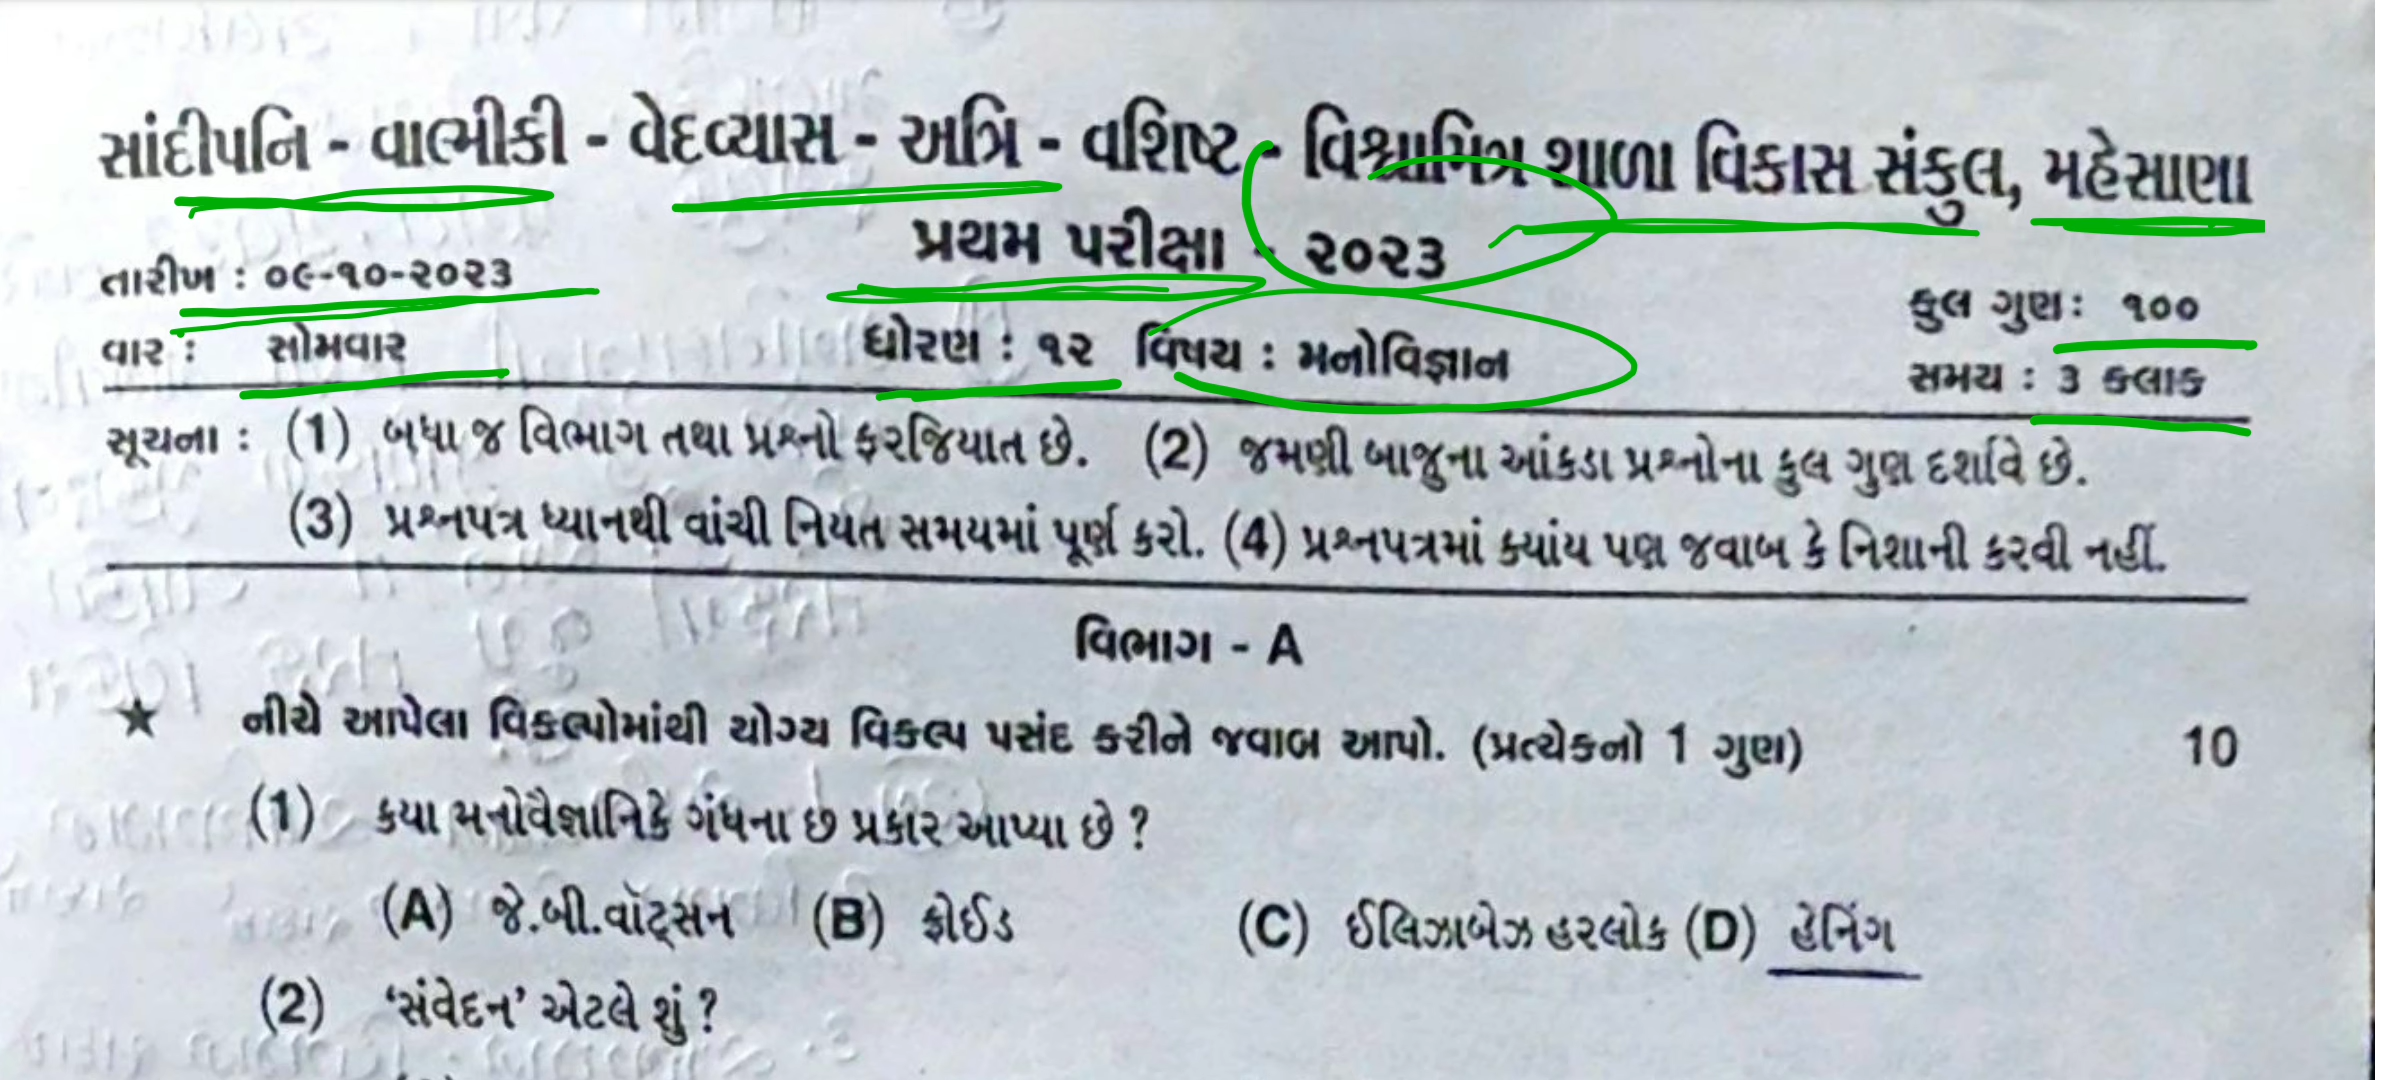 સાંદીપનિ - વાલ્મીકી - વેદવ્યાસ - અત્રિ - વશિષ્ટ - વિશ્વામિત્ર શાળા વિકાસ સંકુલ, મહેસાણા
પ્રથમ પરીક્ષા - ૨૦૨૩
તારીખ : ૦૯-૧૦-૨૦૨૩
કુલ ગુણ: ૧૦૦
વાર : સોમવાર ધોરણ : ૧૨ વિષય : મનોવિજ્ઞાન
સમય : ૩ કલાક
સૂચના : (1) બધા જ વિભાગ તથા પ્રશ્નો ફરજિયાત છે. (2) જમણી બાજુના આંકડા પ્રશ્નોના કુલ ગુણ દર્શાવે છે.
(3) પ્રશ્નપત્ર ધ્યાનથી વાંચી નિયત સમયમાં પૂર્ણ કરો. (4) પ્રશ્નપત્રમાં ક્યાંય પણ જવાબ કે નિશાની કરવી નહીં.
વિભાગ - A
★ નીચે આપેલા વિકલ્પોમાંથી યોગ્ય વિકલ્પ પસંદ કરીને જવાબ આપો. (પ્રત્યેકનો 1 ગુણ) 10
(1) કયા મનોવૈજ્ઞાનિકે ગંધના છ પ્રકાર આપ્યા છે ?
(A) જે.બી.વૉટ્સન (B) ફ્રોઈડ (C) ઈલિઝાબેઝ હરલોક (D) હેનિંગ
(2) 'સંવેદન' એટલે શું ?